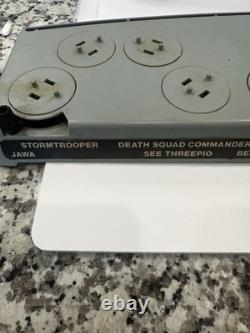 STORMTROOPER DEATH SQUAD COMMANDER
JAWA SEE THREEPIO